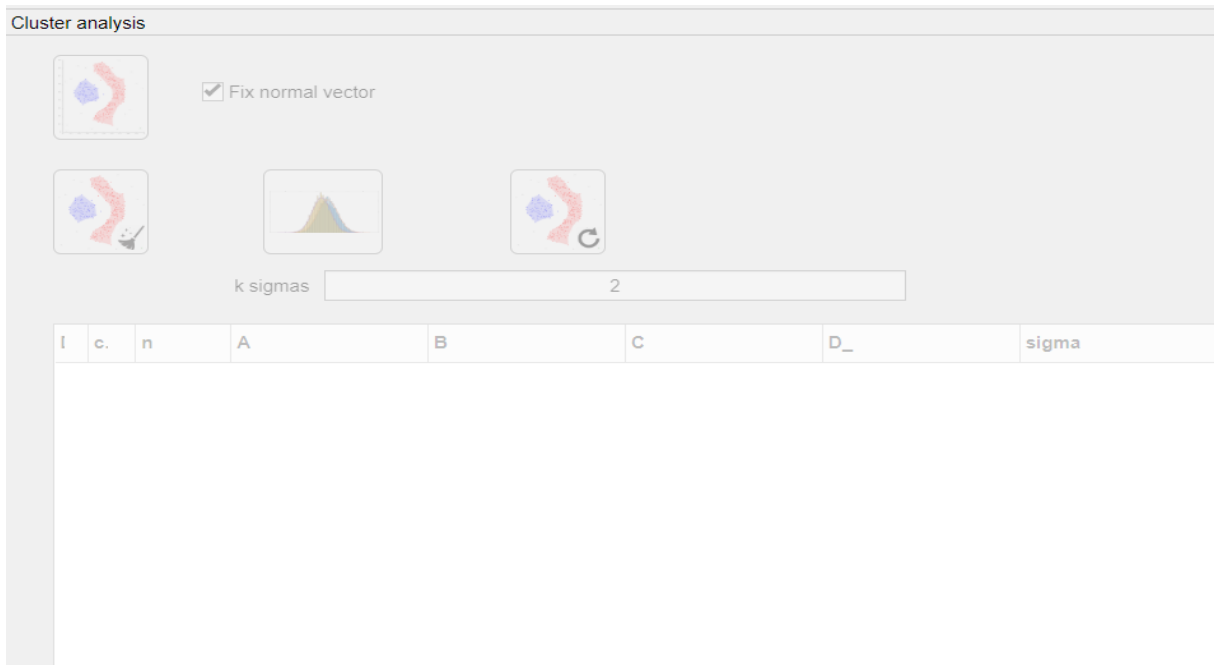 Cluster analysis
Fix normal vector
k sigmas 2
c. n A B C D_ sigma